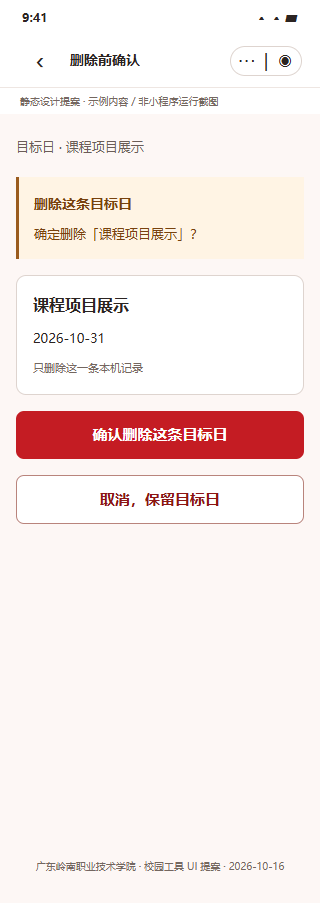 9:41
删除前确认
静态设计提案 · 示例内容 / 非小程序运行截图
目标日 · 课程项目展示
删除这条目标日
确定删除「课程项目展示」?
课程项目展示
2026-10-31
只删除这一条本机记录
确认删除这条目标日
取消，保留目标日
广东岭南职业技术学院 · 校园工具 UI 提案 · 2026-10-16